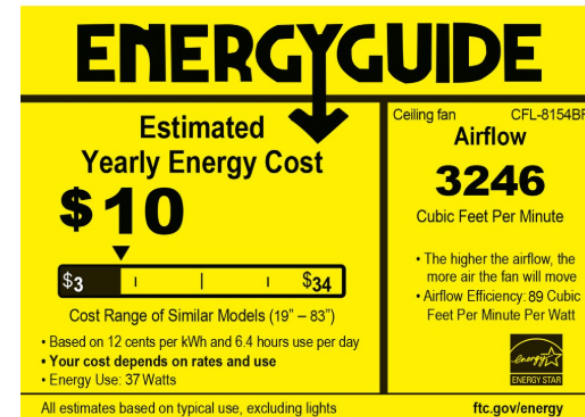 ENERGYGUIDE
Estimated
Yearly Energy Cost
$10
$3
$34
Cost Range of Similar Models (19” – 83”)
• Based on 12 cents per kWh and 6.4 hours use per day
• Your cost depends on rates and use
• Energy Use: 37 Watts
Ceiling fan CFL-8154BF
Airflow
3246
Cubic Feet Per Minute
• The higher the airflow, the
more air the fan will move
• Airflow Efficiency: 89 Cubic
Feet Per Minute Per Watt
energy
ENERGY STAR
All estimates based on typical use, excluding lights
ftc.gov/energy